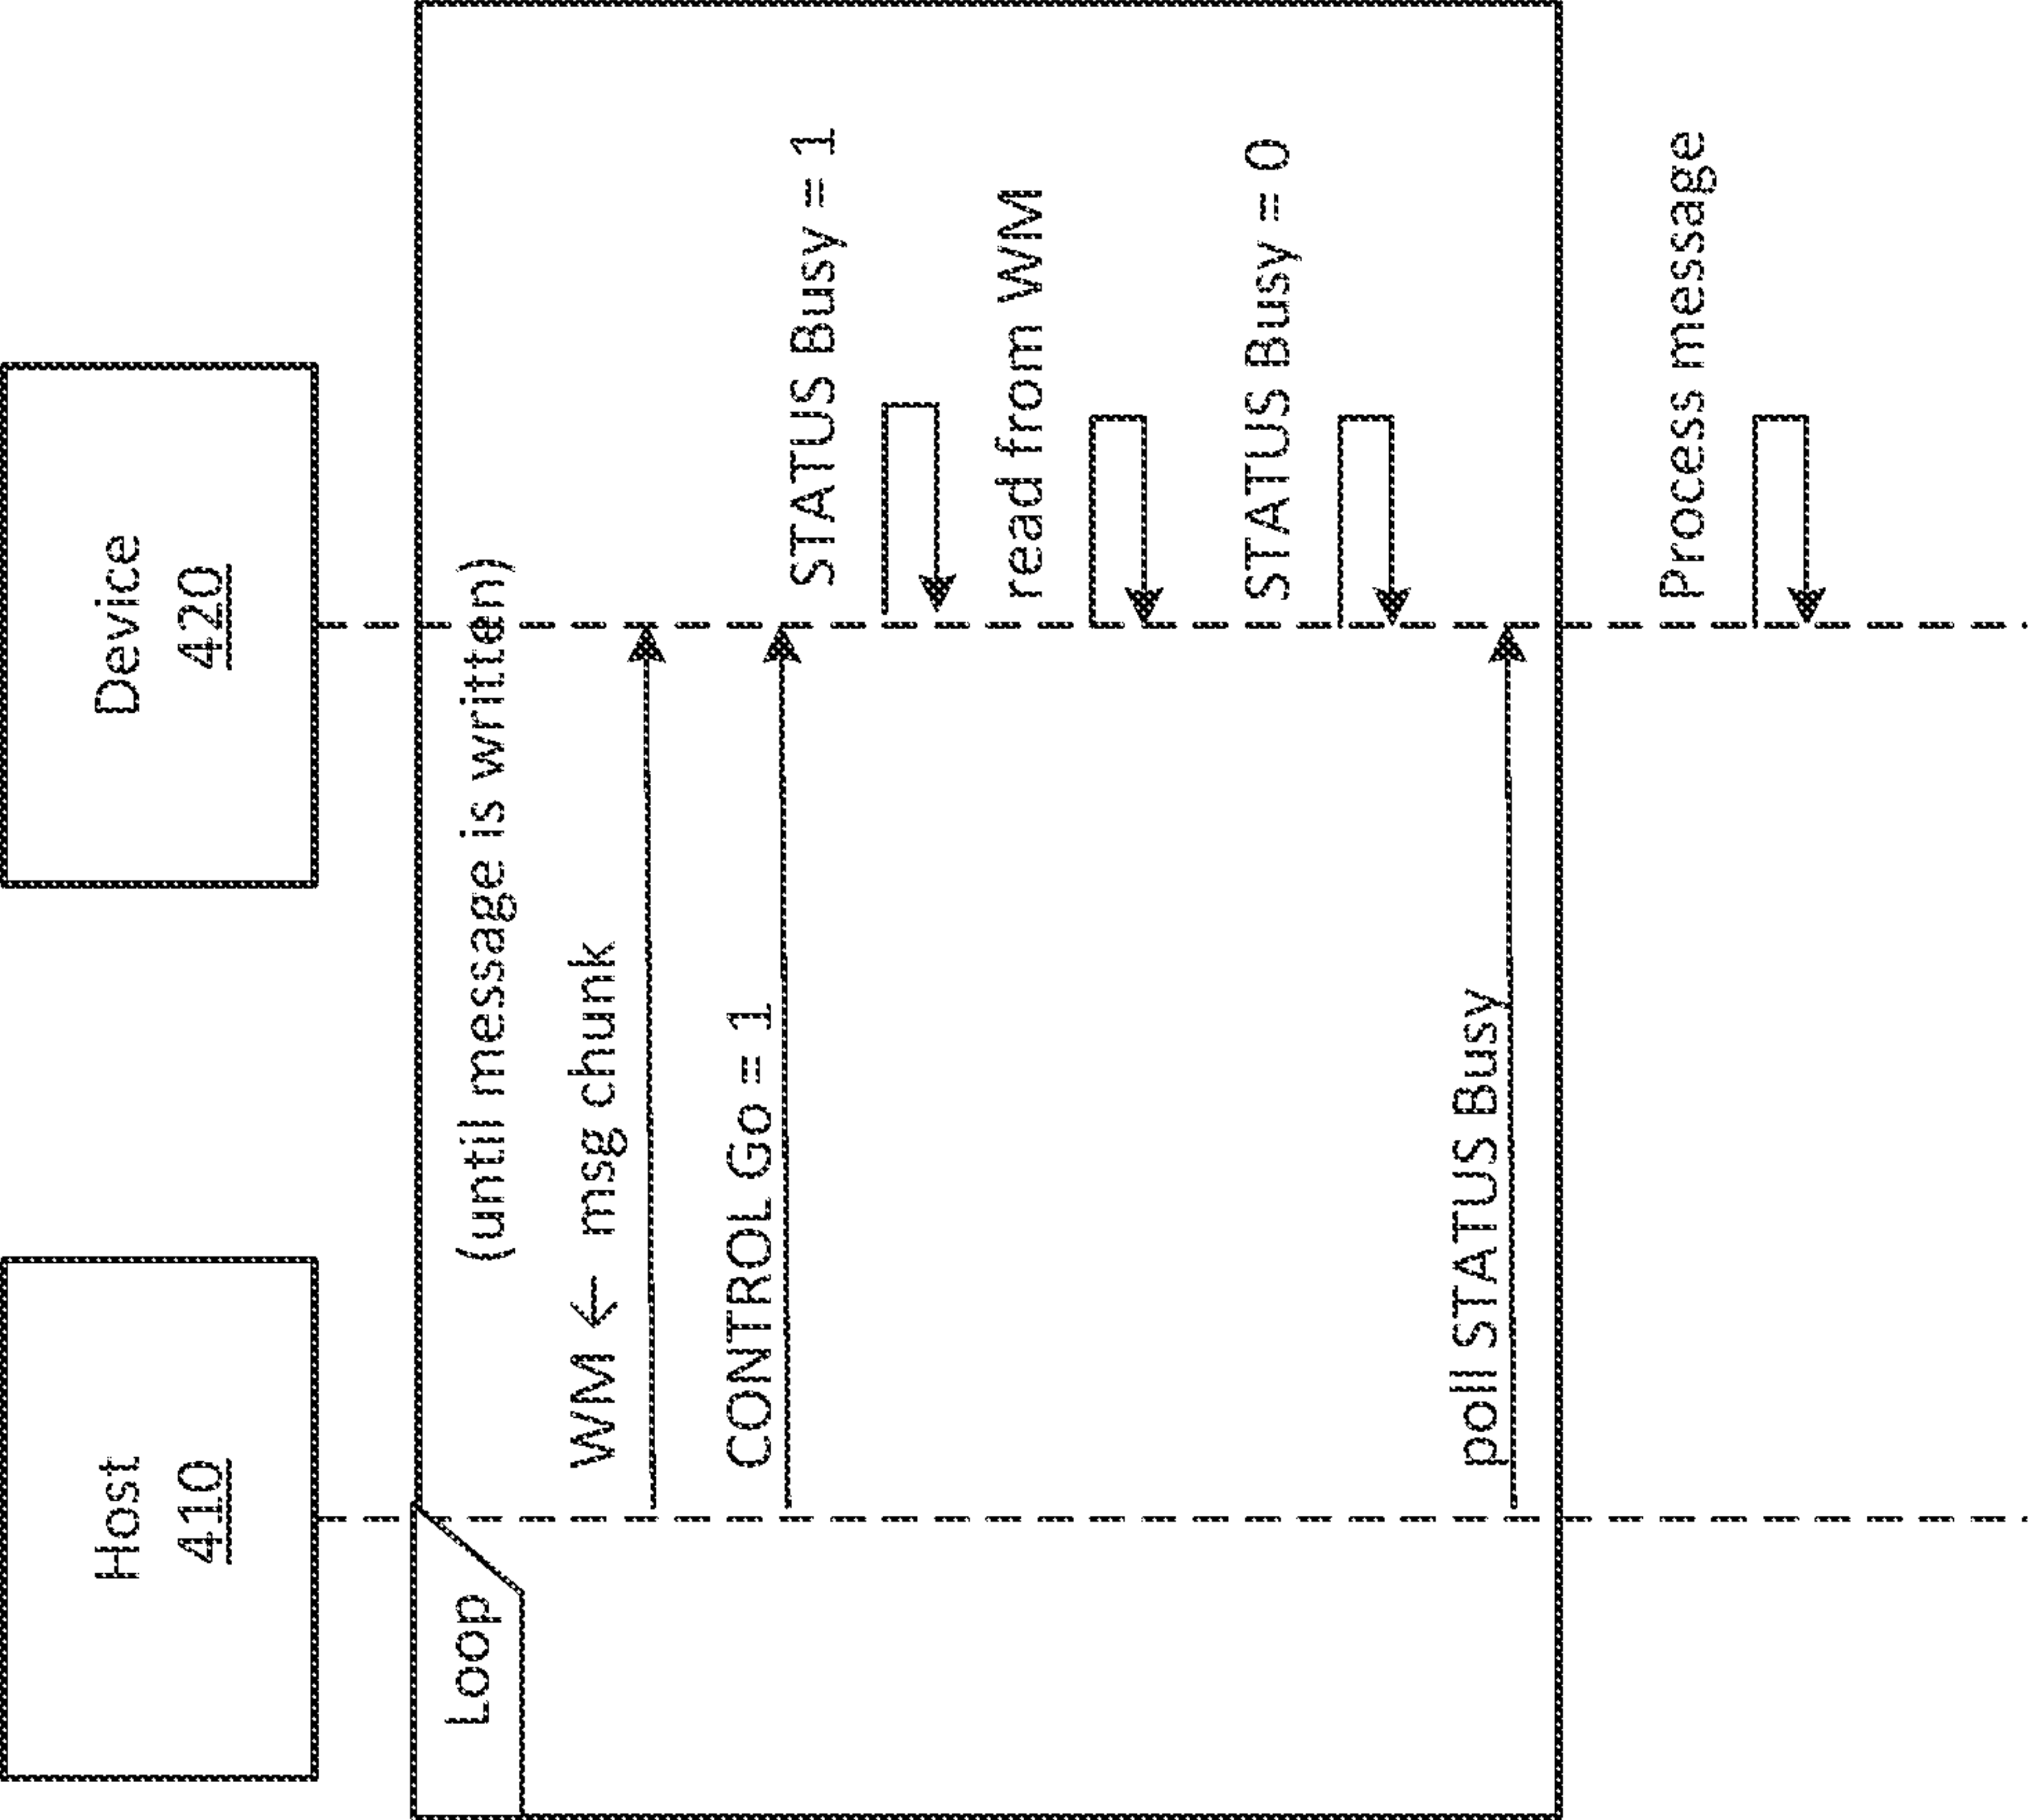 Host
410
Device
420
Loop
(until message is written)
WM ← msg chunk
CONTROL Go = 1
STATUS Busy = 1
read from WM
STATUS Busy = 0
poll STATUS Busy
Process message